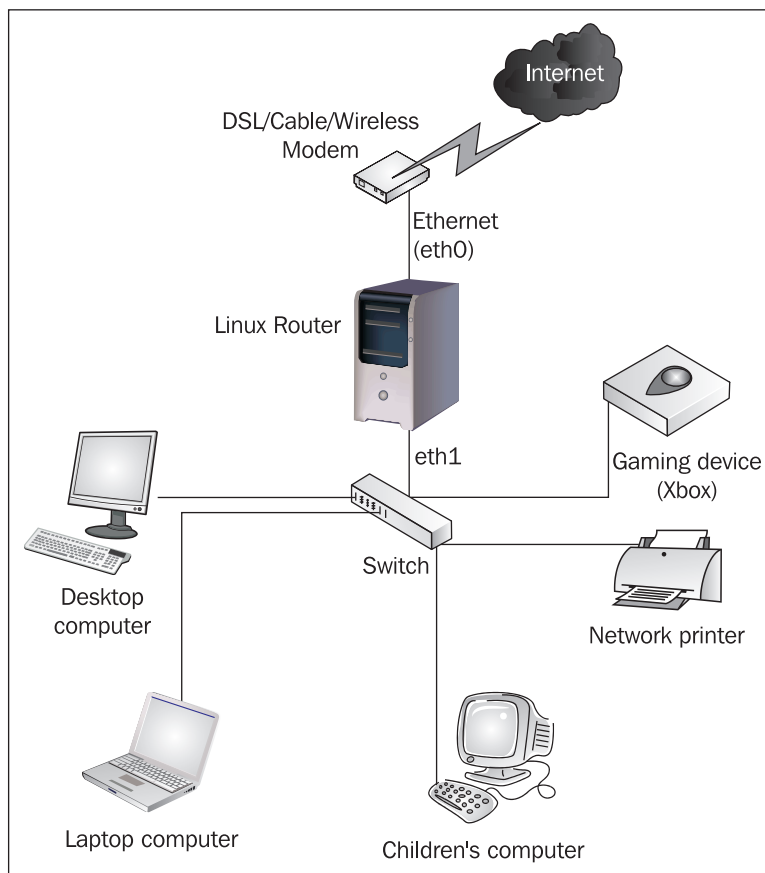 Internet
DSL/Cable/Wireless
Modem
Ethernet
(eth0)
Linux Router
eth1
Gaming device
(Xbox)
Switch
Desktop
computer
Network printer
Laptop computer
Children's computer